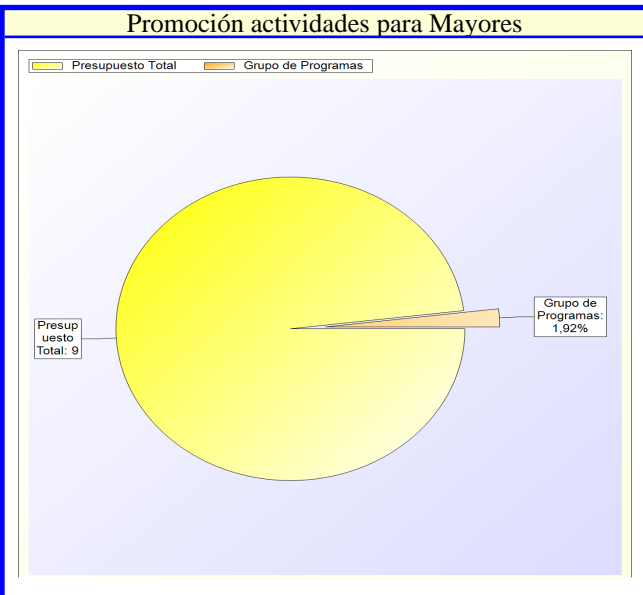 Promoción actividades para Mayores
Presupuesto Total Grupo de Programas
Presup
uesto
Total: 9
Grupo de
Programas:
1,92%